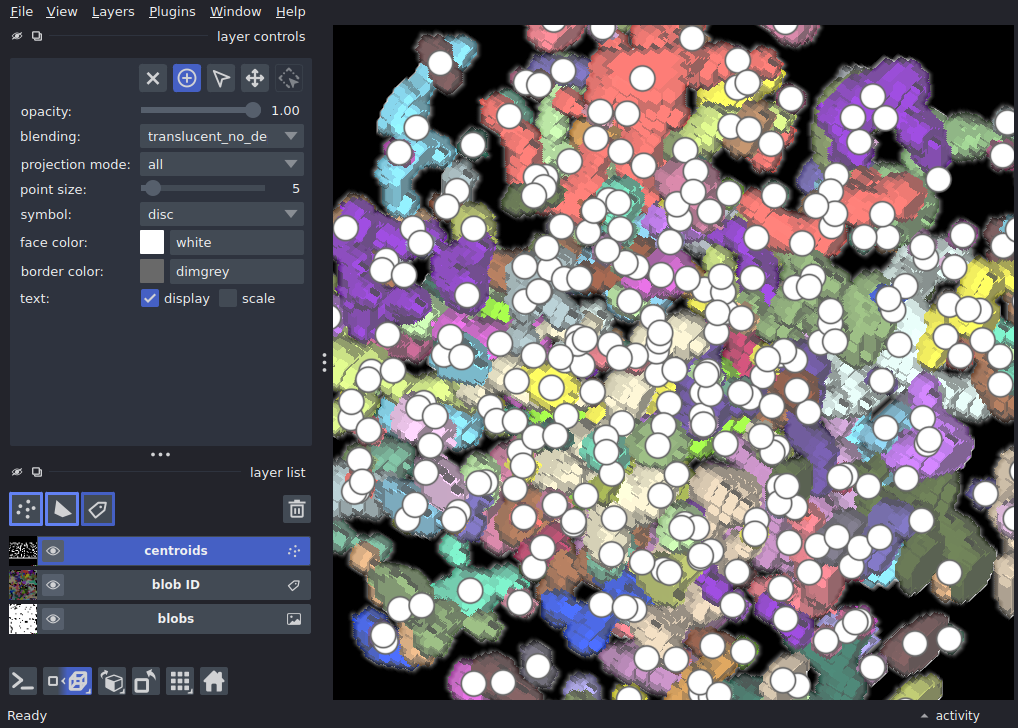 File View Layers Plugins Window Help
layer controls
opacity: 1.00
blending: translucent_no_de
projection mode: all
point size: 5
symbol: disc
face color: white
border color: dimgrey
text: display scale
layer list
centroids
blob ID
blobs
Ready
activity